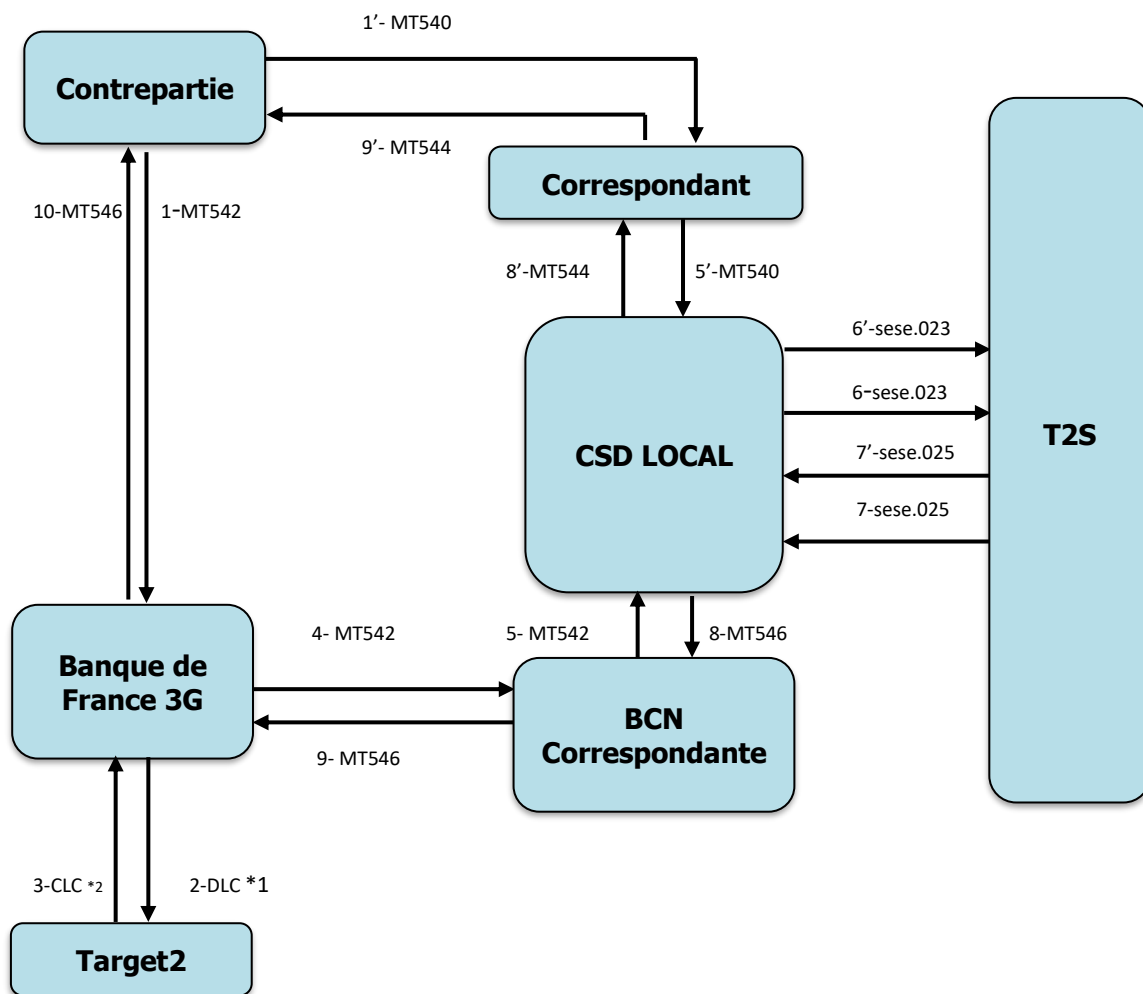 1’- MT540
Contrepartie
9’- MT544
Correspondant
10-MT546
1-MT542
8’-MT544
5’-MT540
6’-sese.023
6-sese.023
CSD LOCAL
T2S
7’-sese.025
7-sese.025
4- MT542
5- MT542
8-MT546
Banque de
France 3G
BCN
Correspondante
9- MT546
3-CLC *2
2-DLC *1
Target2